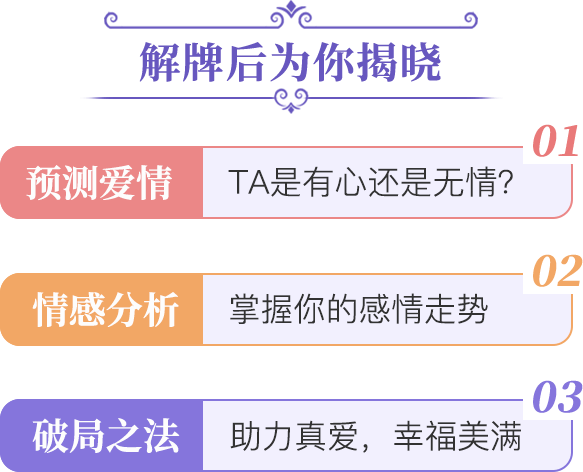 解牌后为你揭晓
01
预测爱情 TA是有心还是无情?
02
情感分析 掌握你的感情走势
03
破局之法 助力真爱，幸福美满